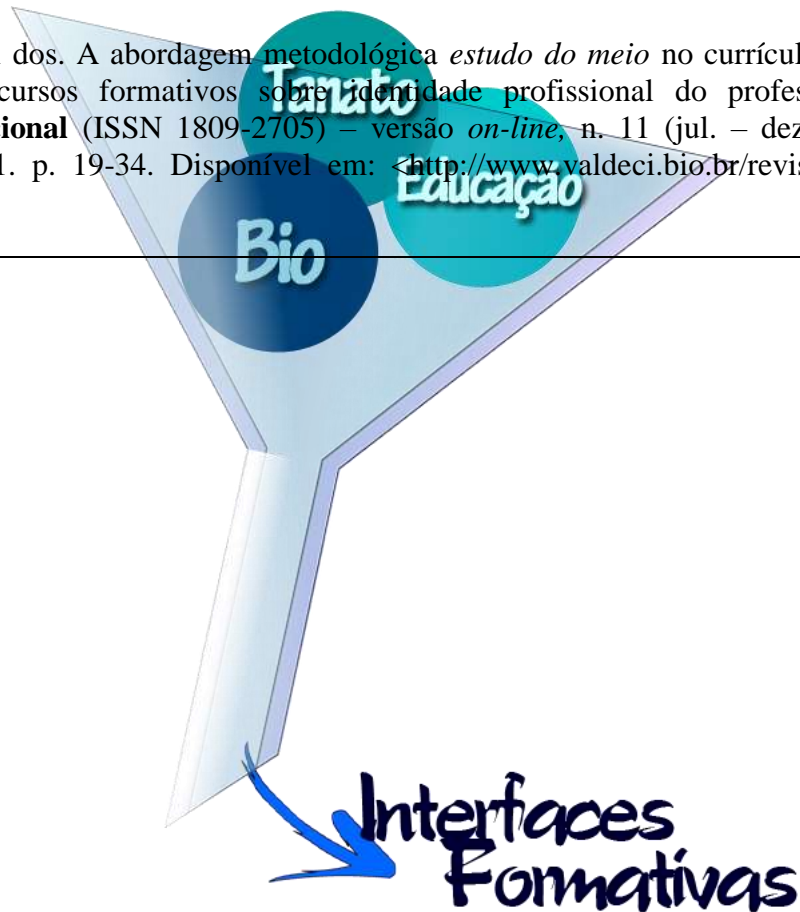 dos. A abordagem metodológica estudo do meio no currícul
cursos formativos sobre identidade profissional do profes
ional (ISSN 1809-2705) – versão on-line, n. 11 (jul. – dez
1. p. 19-34. Disponível em: <http://www.valdeci.bio.br/revis
Tanato
Educação
Bio
Interfaces
Formativas